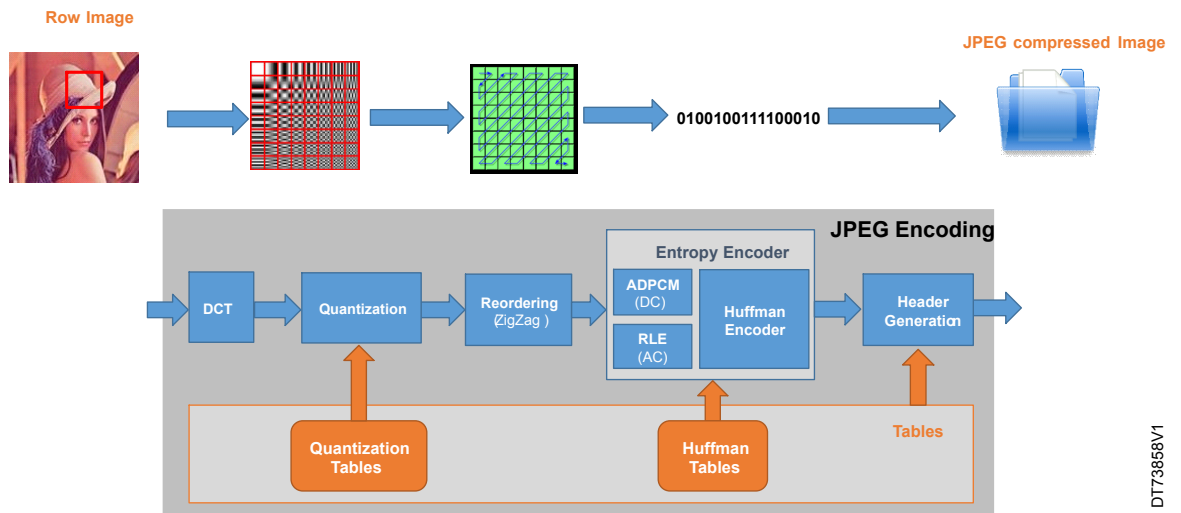 Row Image
JPEG compressed Image
0100100111100010
JPEG Encoding
Entropy Encoder
DCT
Quantization
Reordering
(ZigZag )
ADPCM
(DC)
RLE
(AC)
Huffman
Encoder
Header
Generation
Tables
Quantization
Tables
Huffman
Tables
DT73858V1